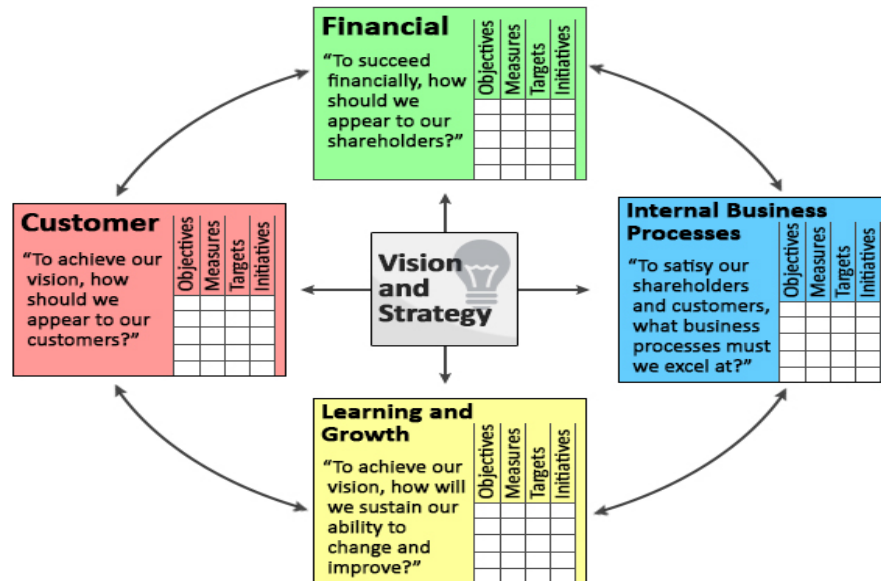 Financial
“To succeed
financially, how
should we
appear to our
shareholders?”
Objectives
Measures
Targets
Initiatives
Customer
“To achieve our
vision, how
should we
appear to our
customers?”
Objectives
Measures
Targets
Initiatives
Vision
and
Strategy
Internal Business
Processes
“To satisy our
shareholders
and customers,
what business
processes must
we excel at?”
Objectives
Measures
Targets
Initiatives
Learning and
Growth
“To achieve our
vision, how will
we sustain our
ability to
change and
improve?”
Objectives
Measures
Targets
Initiatives